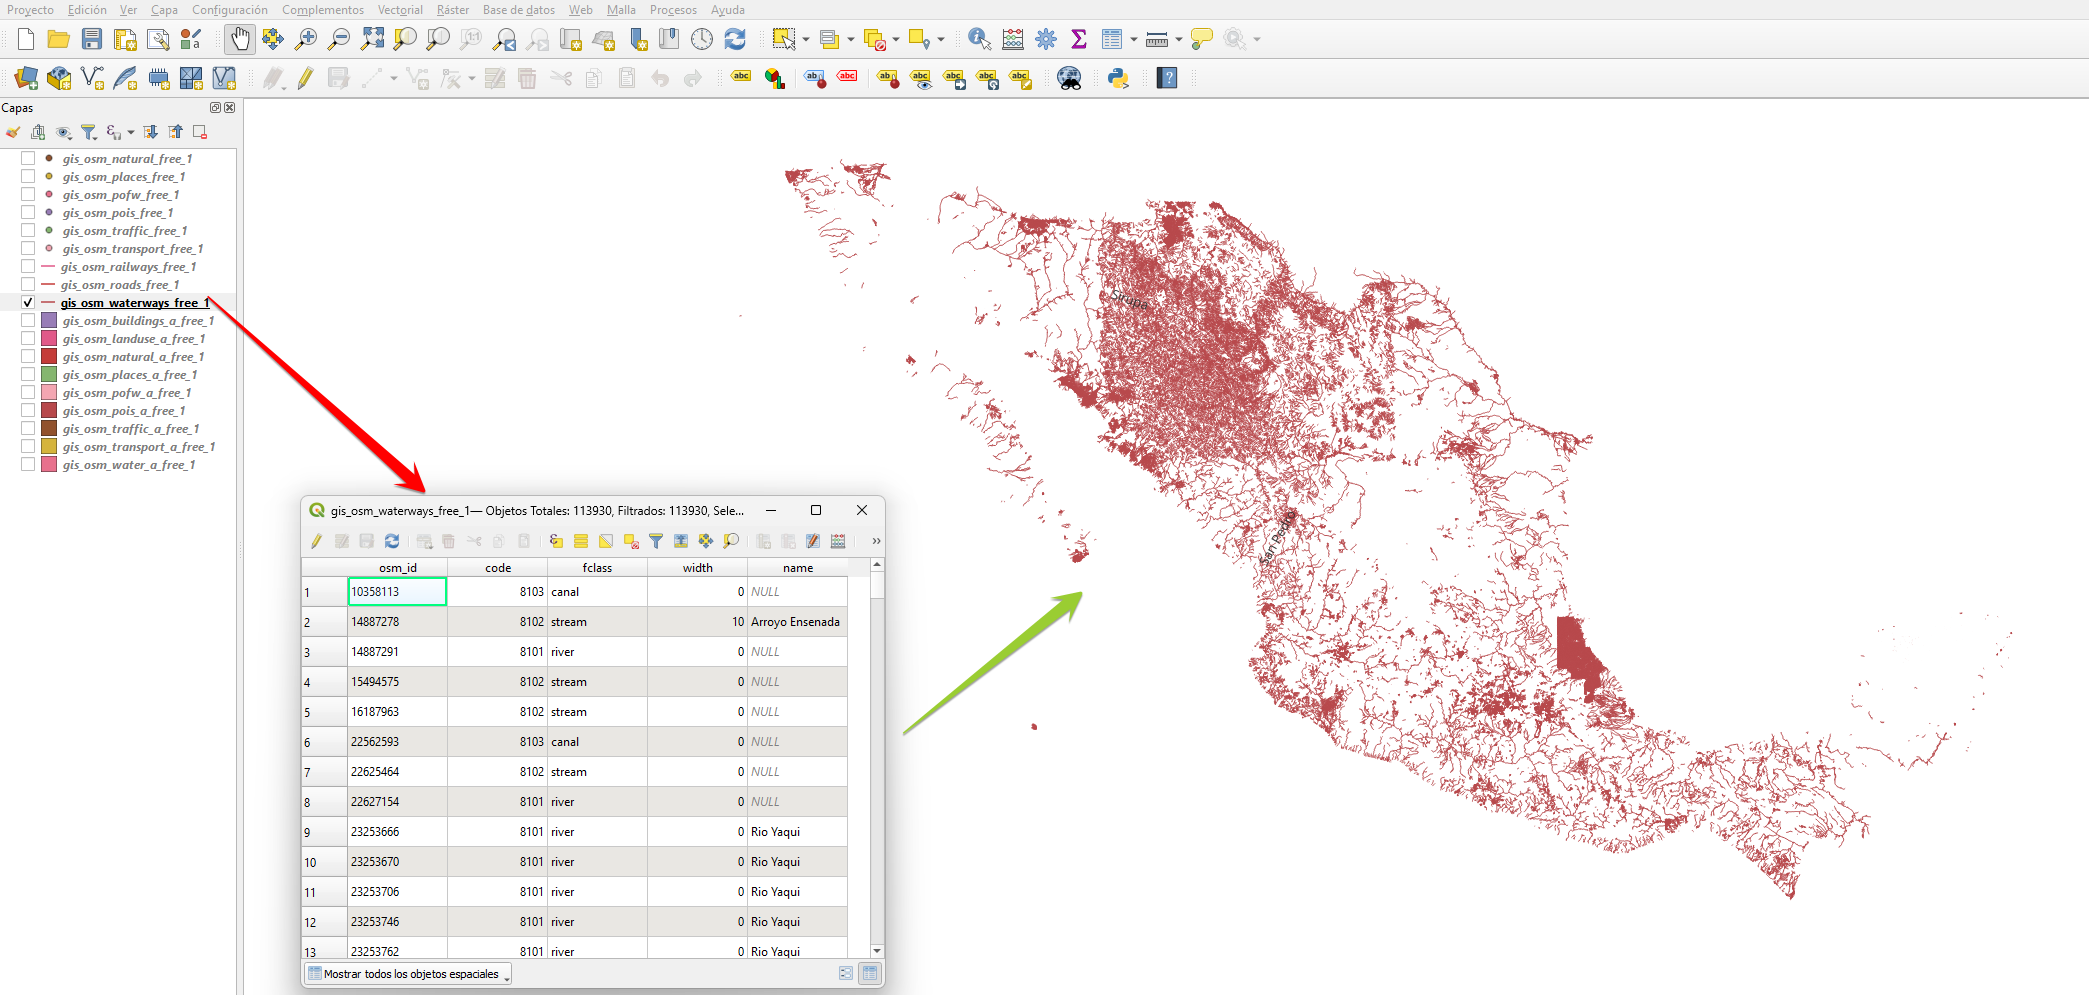 Proyecto Edición Ver Capa Configuración Complementos Vectorial Ráster Base de datos Web Malla Procesos Ayuda
Capas
gis_osm_natural_free_1
gis_osm_places_free_1
gis_osm_pofw_free_1
gis_osm_pois_free_1
gis_osm_traffic_free_1
gis_osm_transport_free_1
gis_osm_railways_free_1
gis_osm_roads_free_1
gis_osm_waterways_free_1
gis_osm_buildings_a_free_1
gis_osm_landuse_a_free_1
gis_osm_natural_a_free_1
gis_osm_places_a_free_1
gis_osm_pofw_a_free_1
gis_osm_pois_a_free_1
gis_osm_traffic_a_free_1
gis_osm_transport_a_free_1
gis_osm_water_a_free_1
Sirupa
San Pedro
gis_osm_waterways_free_1— Objetos Totales: 113930, Filtrados: 113930, Sele...
osm_id code fclass width name
1 10358113 8103 canal 0 NULL
2 14887278 8102 stream 10 Arroyo Ensenada
3 14887291 8101 river 0 NULL
4 15494575 8102 stream 0 NULL
5 16187963 8102 stream 0 NULL
6 22562593 8103 canal 0 NULL
7 22625464 8102 stream 0 NULL
8 22627154 8101 river 0 NULL
9 23253666 8101 river 0 Rio Yaqui
10 23253670 8101 river 0 Rio Yaqui
11 23253706 8101 river 0 Rio Yaqui
12 23253746 8101 river 0 Rio Yaqui
13 23253762 8101 river 0 Rio Yaqui
Mostrar todos los objetos espaciales